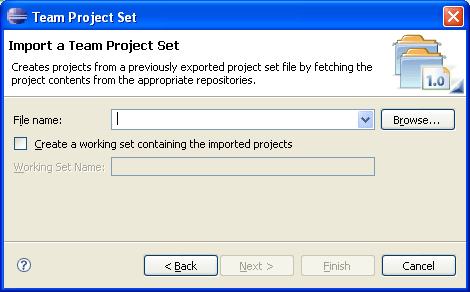 Team Project Set
Import a Team Project Set
Creates projects from a previously exported project set file by fetching the
project contents from the appropriate repositories.
1.0
File name:
Browse...
Create a working set containing the imported projects
Working Set Name:
?
< Back
Next >
Finish
Cancel